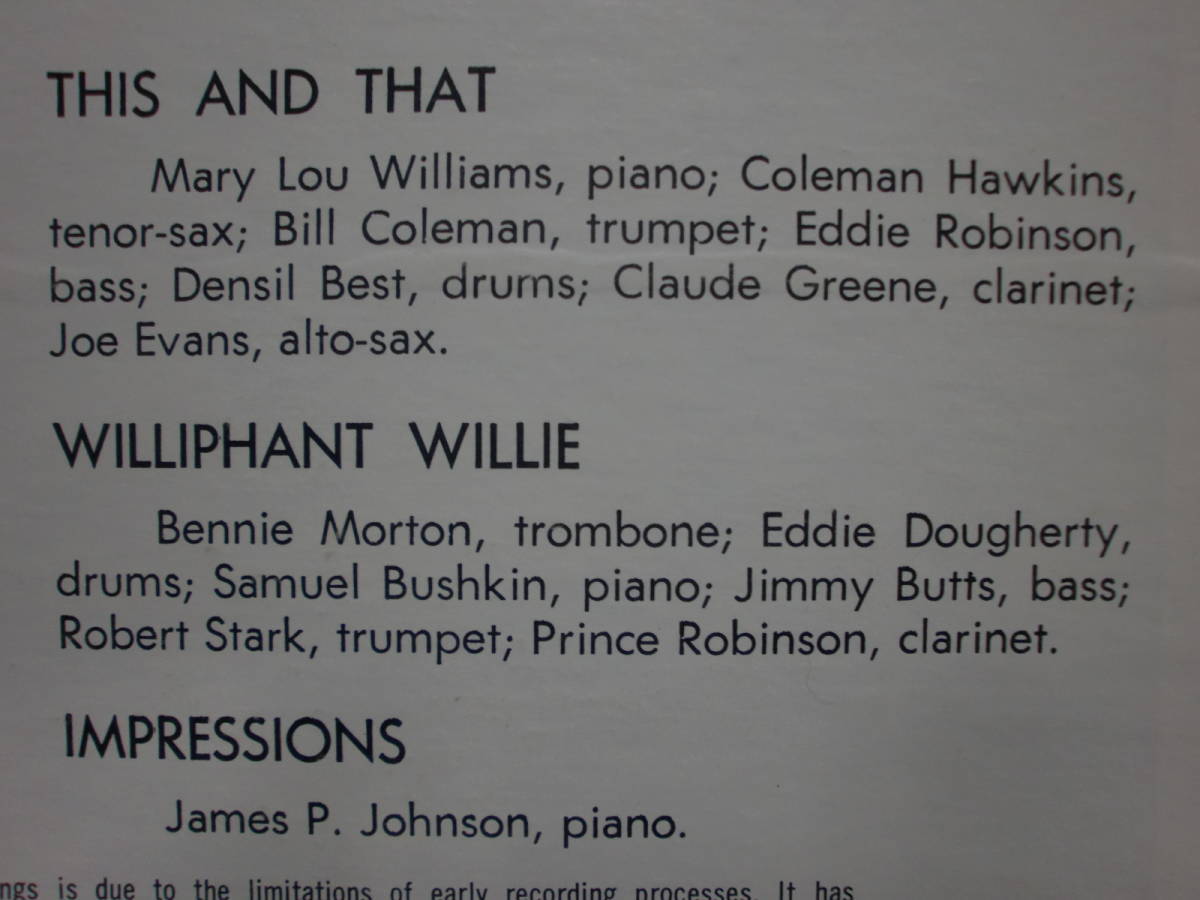 THIS AND THAT
Mary Lou Williams, piano; Coleman Hawkins,
tenor-sax; Bill Coleman, trumpet; Eddie Robinson,
bass; Densil Best, drums; Claude Greene, clarinet;
Joe Evans, alto-sax.
WILLIPHANT WILLIE
Bennie Morton, trombone; Eddie Dougherty,
drums; Samuel Bushkin, piano; Jimmy Butts, bass;
Robert Stark, trumpet; Prince Robinson, clarinet.
IMPRESSIONS
James P. Johnson, piano.
ngs is due to the limitations of early recording processes. It has